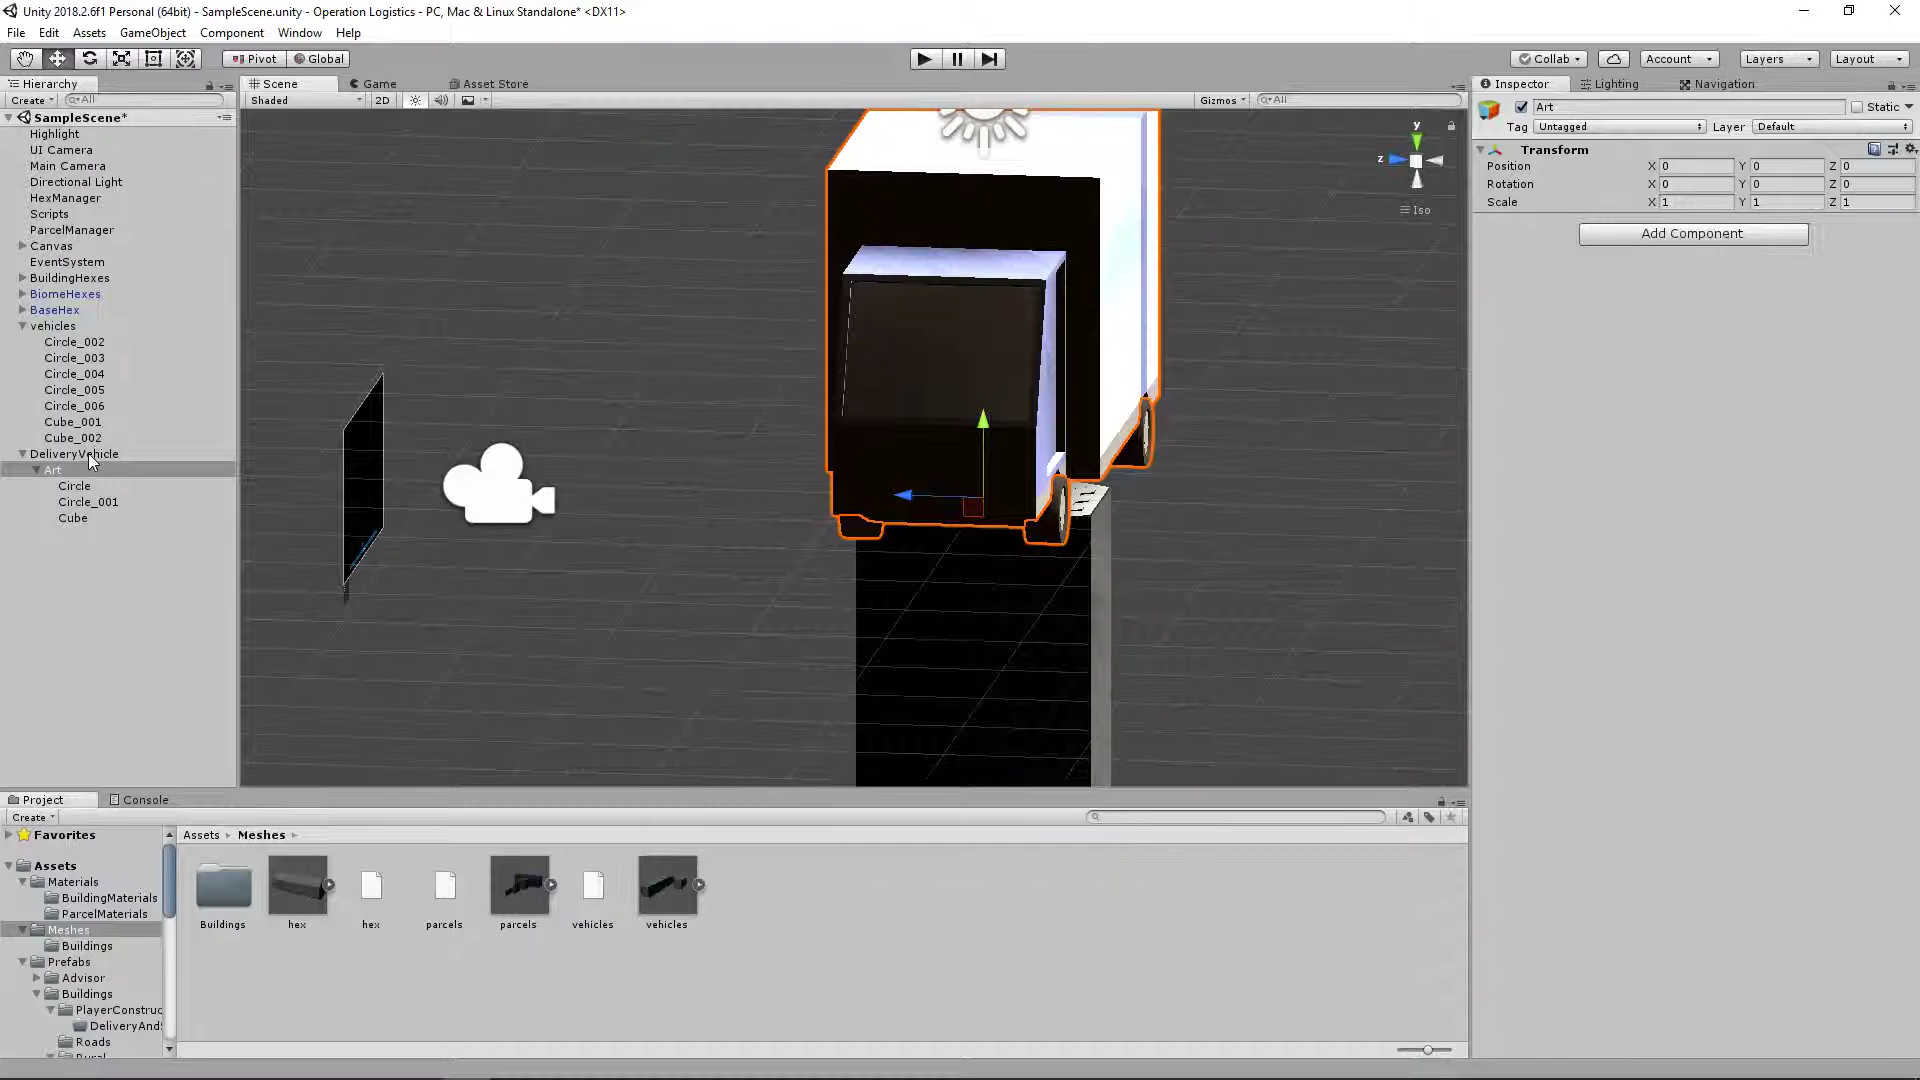 Unity 2018.2.6f1 Personal (64bit) - SampleScene.unity - Operation Logistics - PC, Mac & Linux Standalone* <DX11>
File Edit Assets GameObject Component Window Help
Pivot Global Collab Account Layers Layout
Hierarchy
Create All
SampleScene*
Highlight
UI Camera
Main Camera
Directional Light
HexManager
Scripts
ParcelManager
Canvas
EventSystem
BuildingHexes
BiomeHexes
BaseHex
vehicles
Circle_002
Circle_003
Circle_004
Circle_005
Circle_006
Cube_001
Cube_002
DeliveryVehicle
Art
Circle
Circle_001
Cube
Scene Game Asset Store
Shaded 2D Gizmos All
y
z
Iso
Inspector Lighting Navigation
Art Static
Tag Untagged Layer Default
Transform
Position X 0 Y 0 Z 0
Rotation X 0 Y 0 Z 0
Scale X 1 Y 1 Z 1
Add Component
Project Console
Create
Favorites
Assets
Materials
BuildingMaterials
ParcelMaterials
Meshes
Buildings
Prefabs
Advisor
Buildings
PlayerConstruc
DeliveryAnd
Roads
Rural
Assets Meshes
Buildings hex hex parcels parcels vehicles vehicles